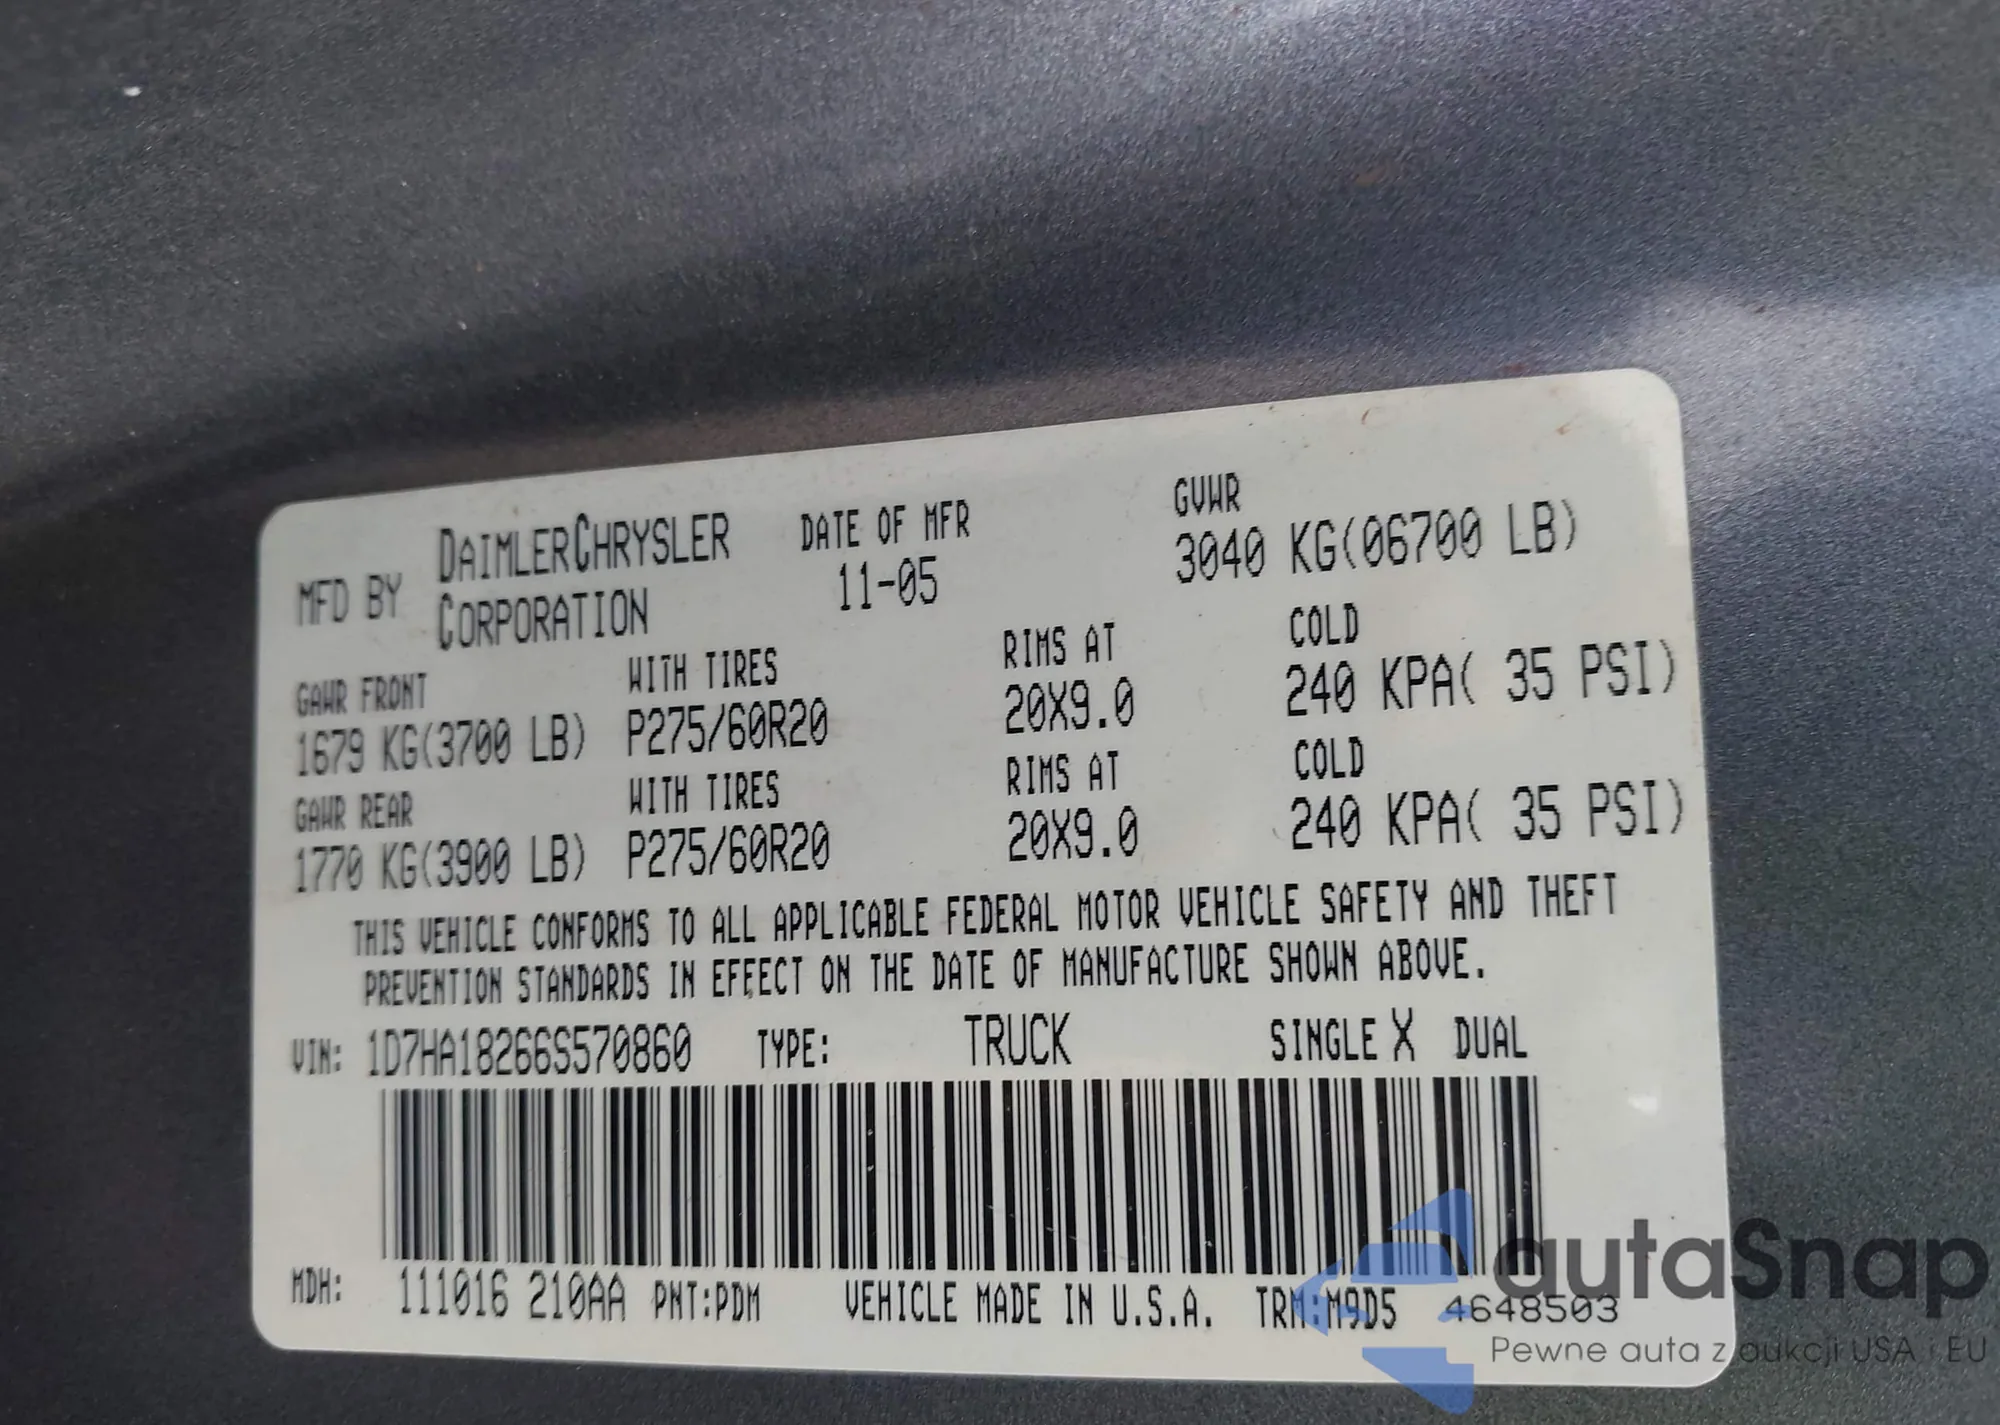 MFD BY DAIMLERCHRYSLER CORPORATION
DATE OF MFR
11-05
GVWR
3040 KG(06700 LB)
GAWR FRONT WITH TIRES RIMS AT COLD
1679 KG(3700 LB) P275/60R20 20X9.0 240 KPA( 35 PSI)
GAWR REAR WITH TIRES RIMS AT COLD
1770 KG(3900 LB) P275/60R20 20X9.0 240 KPA( 35 PSI)
THIS VEHICLE CONFORMS TO ALL APPLICABLE FEDERAL MOTOR VEHICLE SAFETY AND THEFT
PREVENTION STANDARDS IN EFFECT ON THE DATE OF MANUFACTURE SHOWN ABOVE.
VIN: 1D7HA18266S570860 TYPE: TRUCK SINGLE X DUAL
MDH: 111016 210AA PNT:PDM VEHICLE MADE IN U.S.A. TRM:M9D5 4648503
autaSnap
Pewne auta z aukcji USA i EU